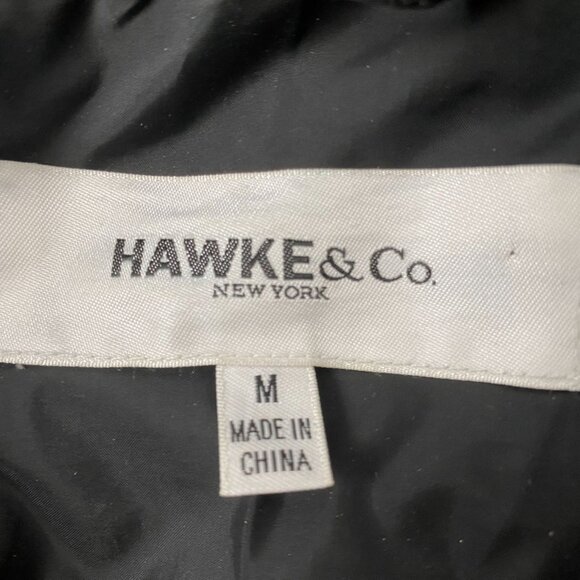 HAWKE & Co.
NEW YORK
M
MADE IN
CHINA